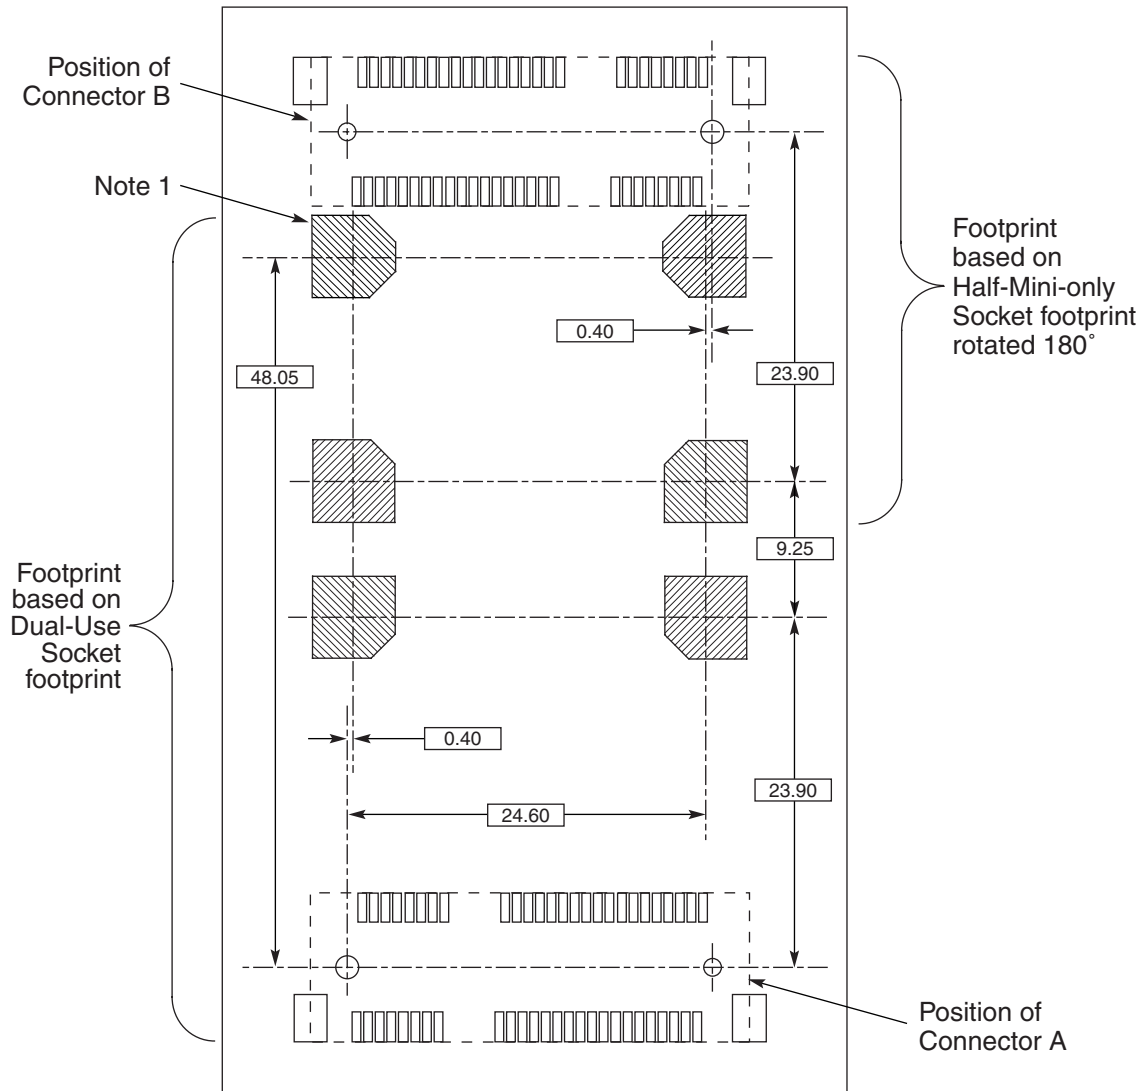 Position of
Connector B
Note 1
Footprint
based on
Half-Mini-only
Socket footprint
rotated 180˚
0.40
48.05
23.90
9.25
Footprint
based on
Dual-Use
Socket
footprint
0.40
23.90
24.60
Position of
Connector A